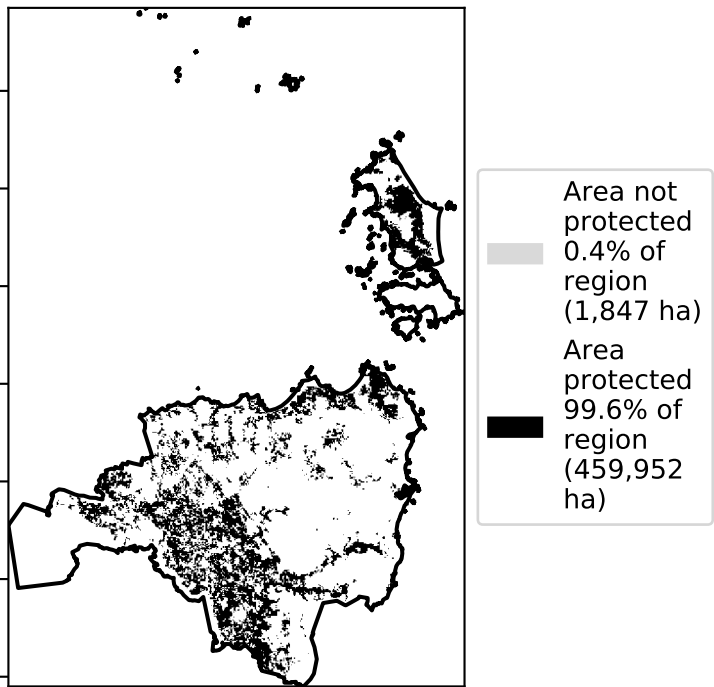 Area not
protected
0.4% of
region
(1,847 ha)
Area
protected
99.6% of
region
(459,952
ha)